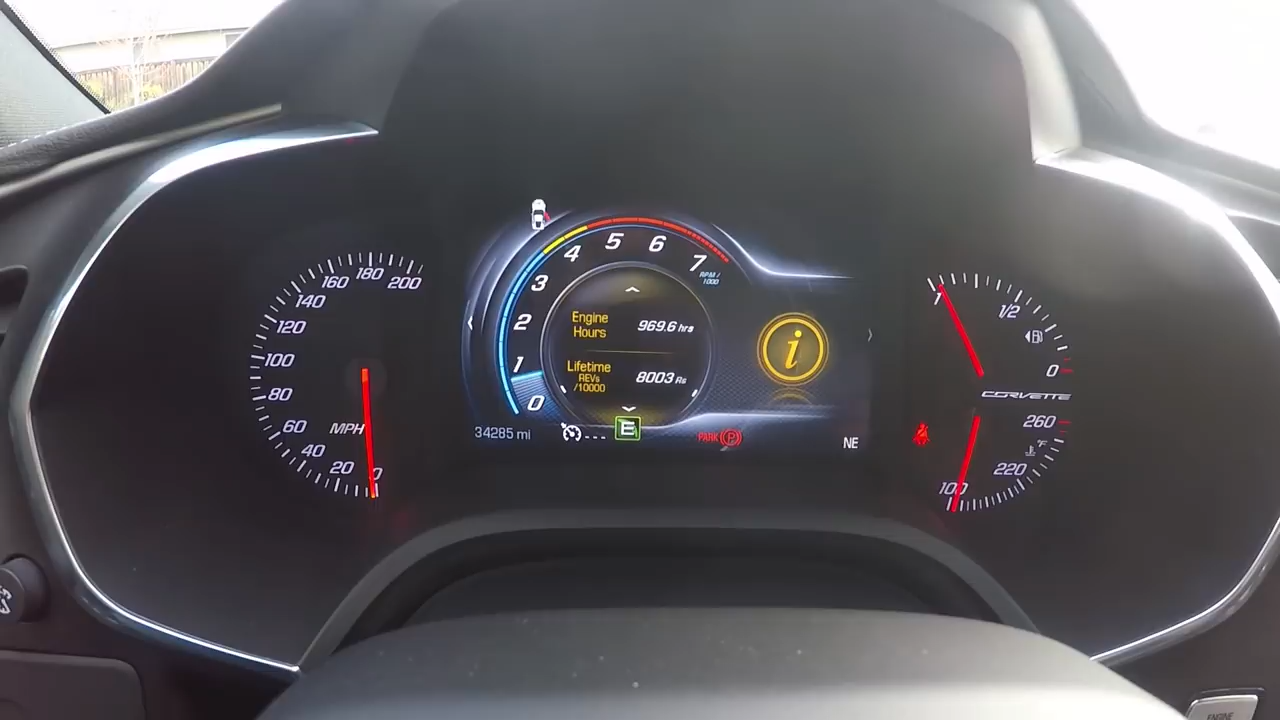 200
180
160
140
120
100
80
60
40
20
0
MPH
7
6
5
4
3
2
1
0
RPM /
1000
Engine
Hours
969.6 hrs
Lifetime
REVs
/10000
8003 Rs
i
34285 mi
---
E
PARK P
NE
1
1/2
0
CORVETTE
260
°F
220
100
ENGINE